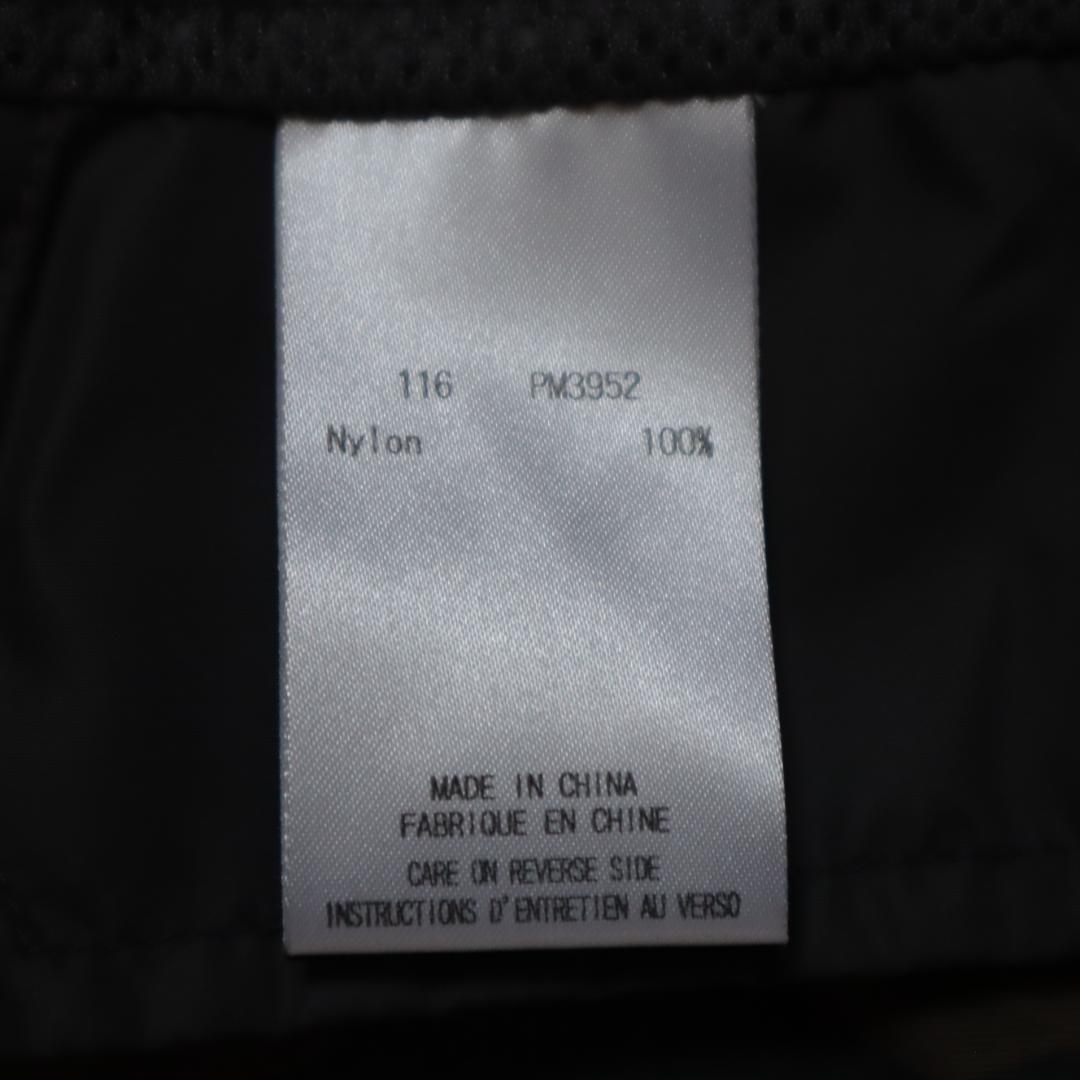 116 PM3952
Nylon 100%
MADE IN CHINA
FABRIQUE EN CHINE
CARE ON REVERSE SIDE
INSTRUCTIONS D'ENTRETIEN AU VERSO